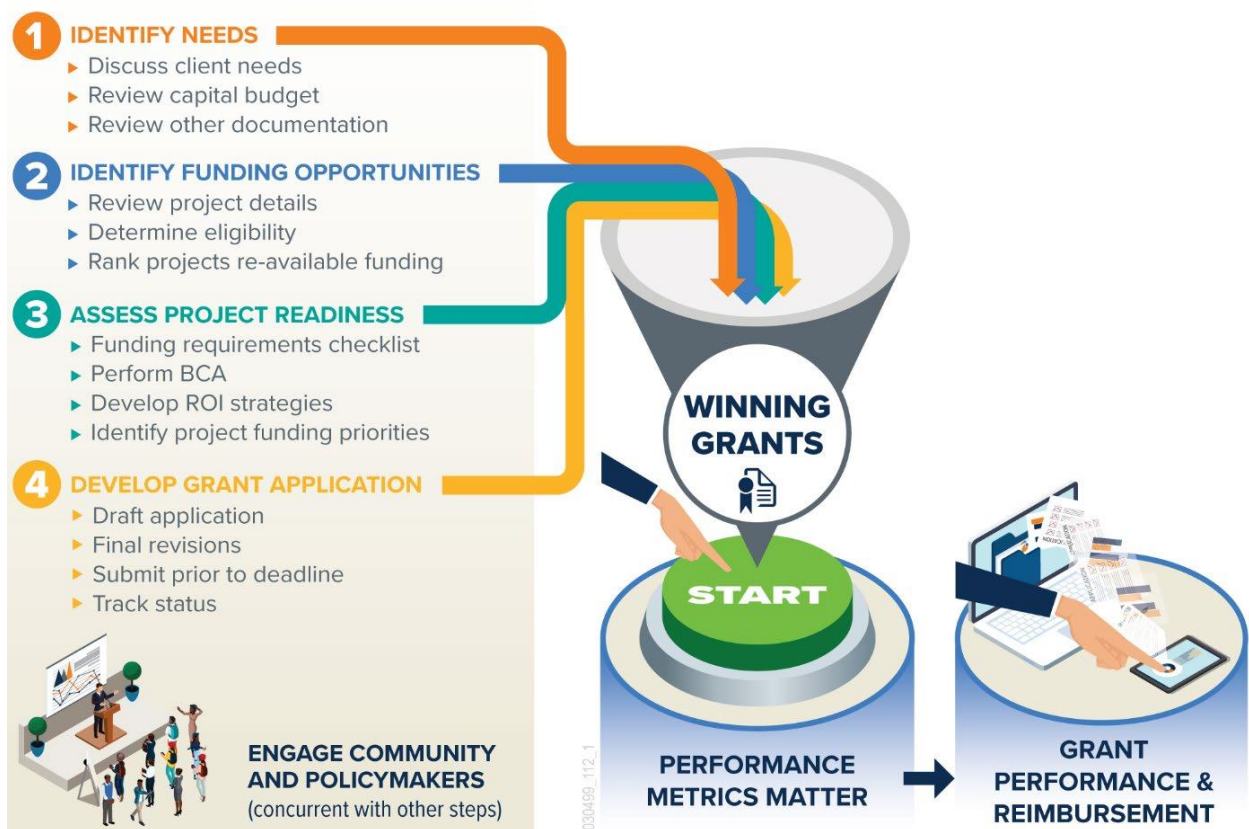 1 IDENTIFY NEEDS
Discuss client needs
Review capital budget
Review other documentation
2 IDENTIFY FUNDING OPPORTUNITIES
Review project details
Determine eligibility
Rank projects re-available funding
3 ASSESS PROJECT READINESS
Funding requirements checklist
Perform BCA
Develop ROI strategies
Identify project funding priorities
4 DEVELOP GRANT APPLICATION
Draft application
Final revisions
Submit prior to deadline
Track status
ENGAGE COMMUNITY
AND POLICYMAKERS
(concurrent with other steps)
WINNING
GRANTS
START
PERFORMANCE
METRICS MATTER
GRANT
PERFORMANCE &
REIMBURSEMENT
030499_112_1